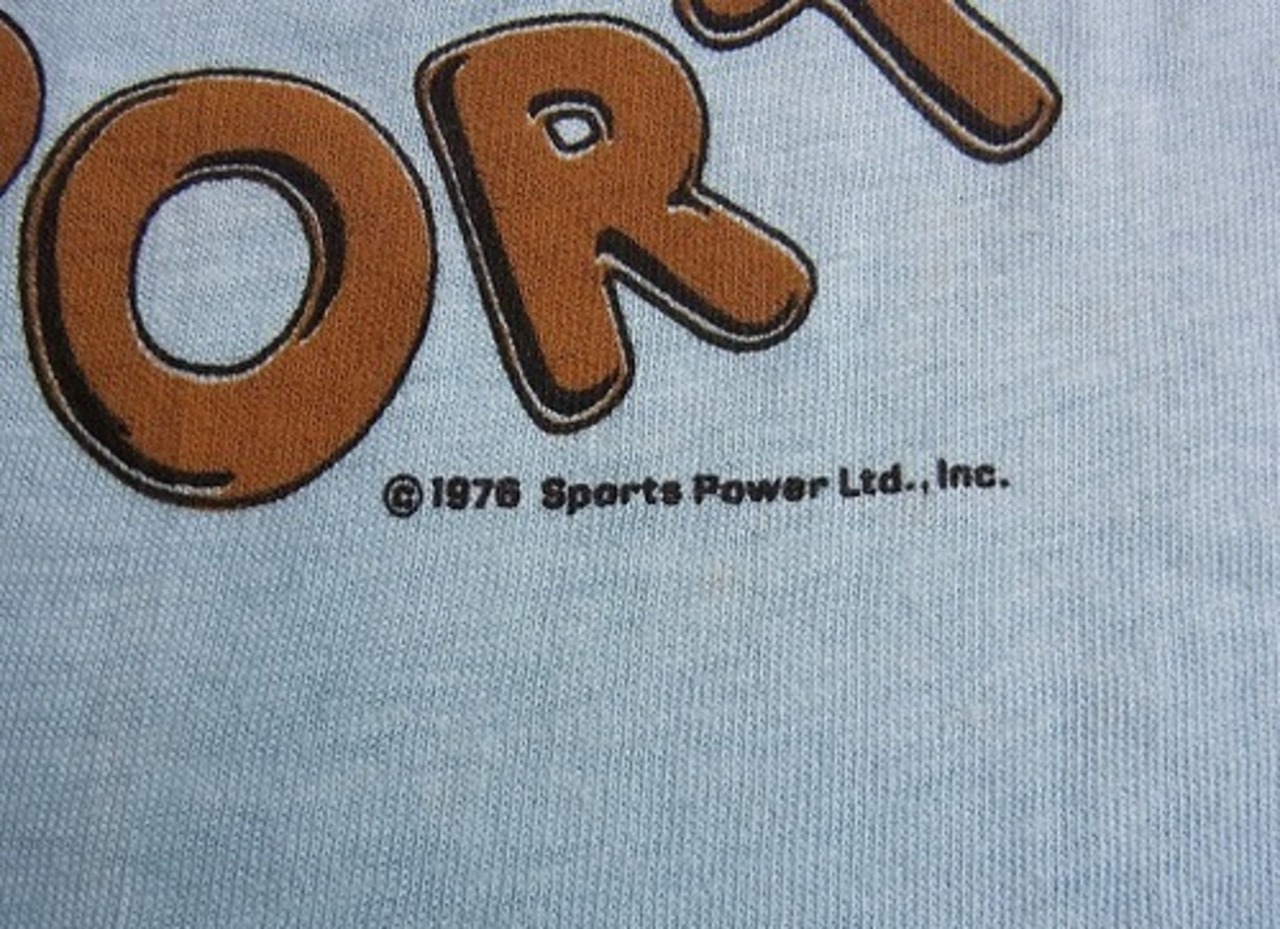 ORT
©1976 Sports Power Ltd., Inc.